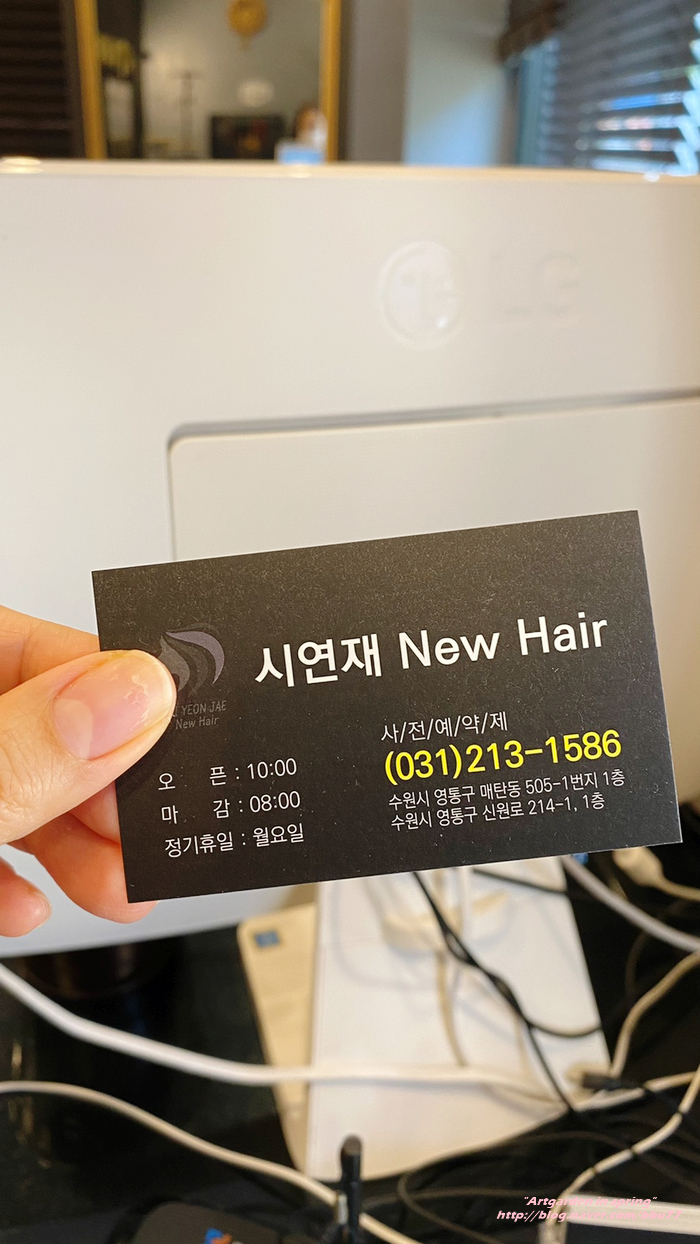 LG
시연재 New Hair
YEON JAE
New Hair
사/전/예/약/제
(031)213-1586
수원시 영통구 매탄동 505-1번지 1층
수원시 영통구 신원로 214-1, 1층
오 픈 : 10:00
마 감 : 08:00
정기휴일 : 월요일